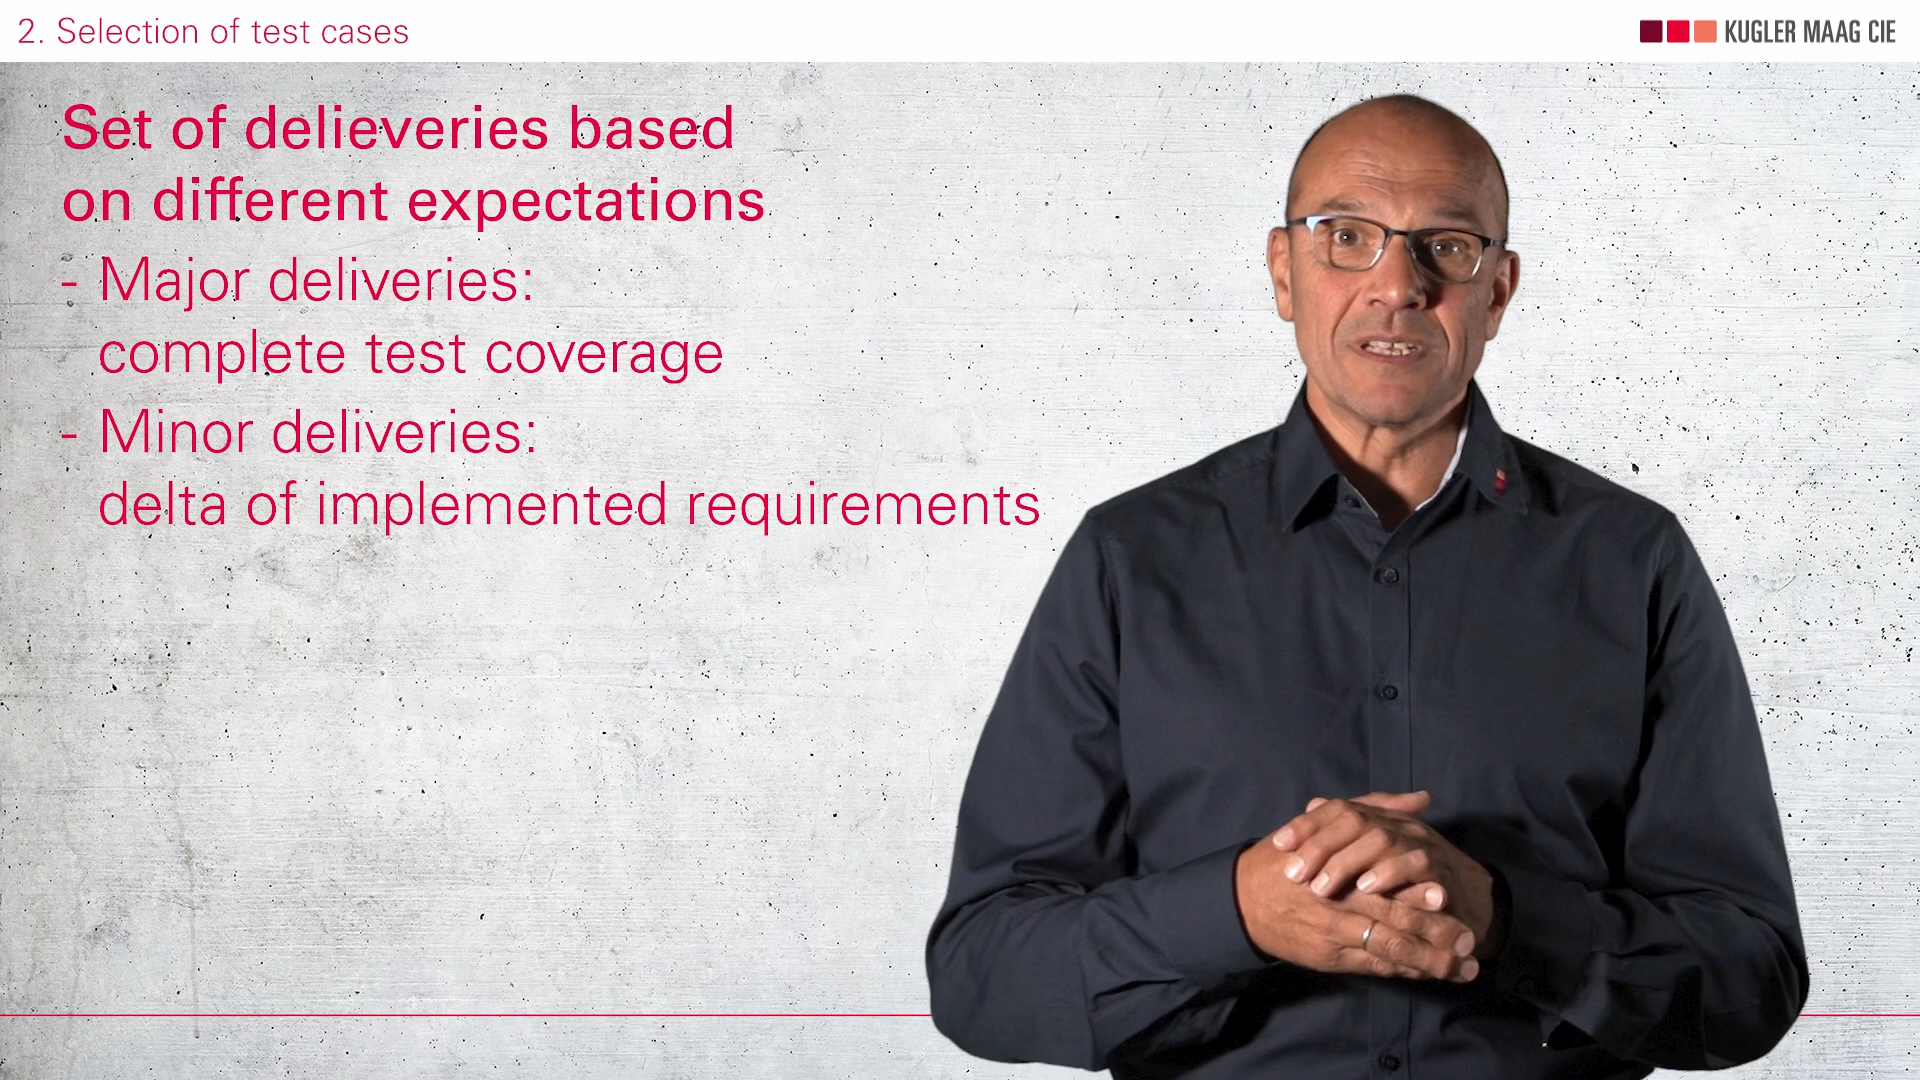 2. Selection of test cases
KUGLER MAAG CIE
Set of delieveries based
on different expectations
- Major deliveries:
complete test coverage
- Minor deliveries:
delta of implemented requirements